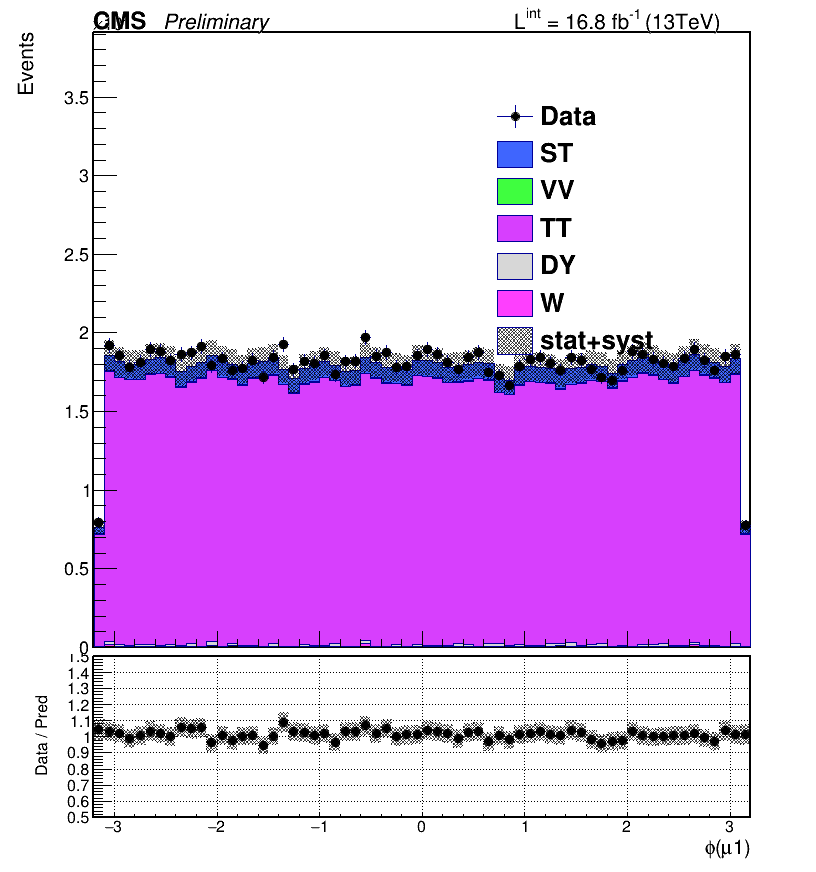 CMS Preliminary L^int = 16.8 fb^-1 (13TeV)
Events
3.5
3
2.5
2
1.5
1
0.5
0
Data
ST
VV
TT
DY
W
stat+syst
Data / Pred
1.5
1.4
1.3
1.2
1.1
1
0.9
0.8
0.7
0.6
0.5
−3 −2 −1 0 1 2 3
ϕ(μ1)